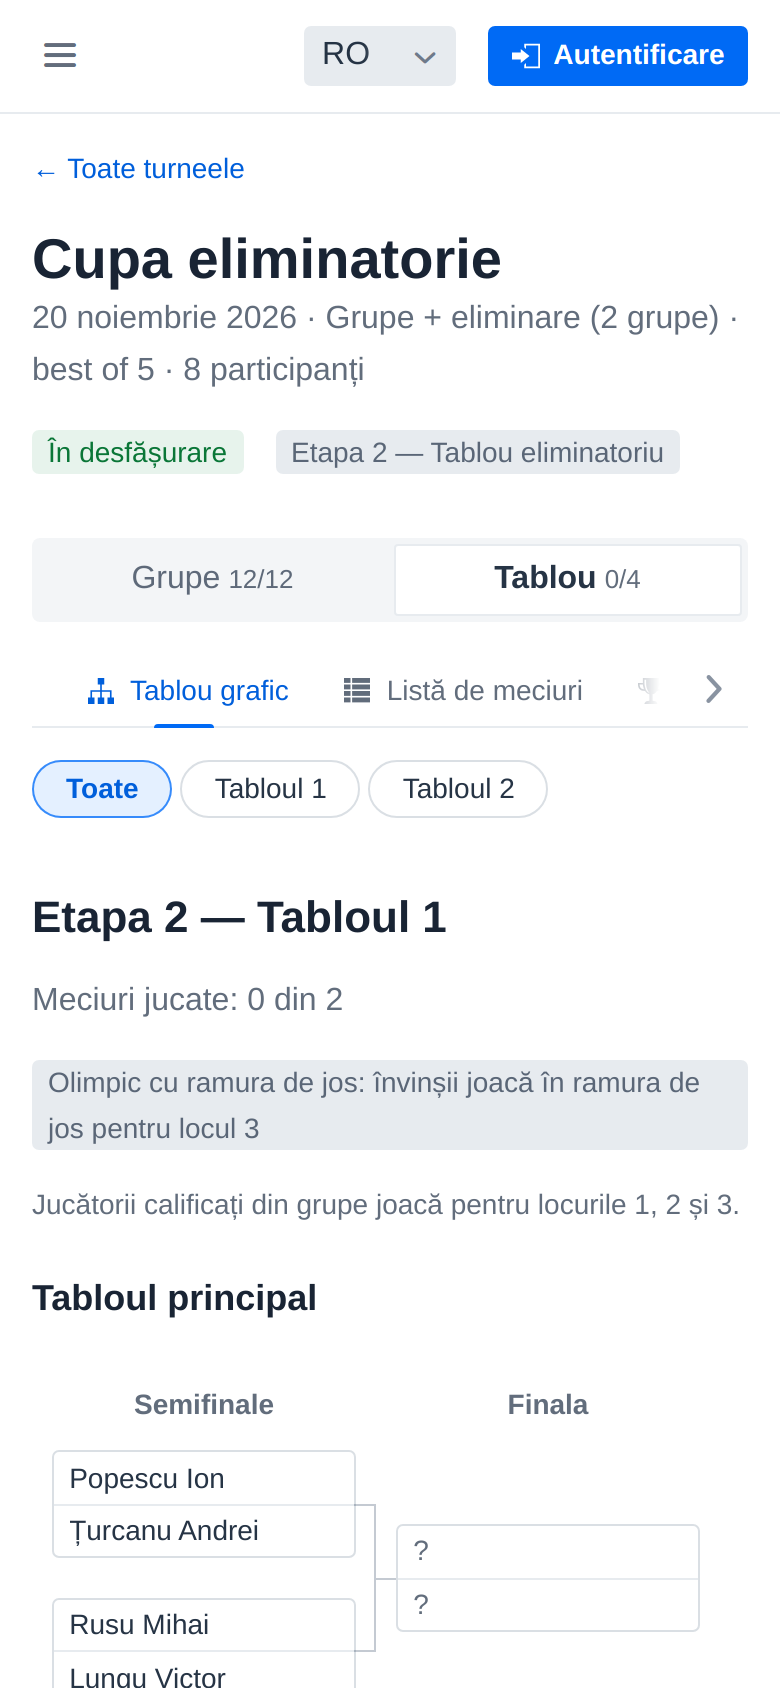 RO
Autentificare
← Toate turneele
Cupa eliminatorie
20 noiembrie 2026 · Grupe + eliminare (2 grupe) ·
best of 5 · 8 participanți
În desfășurare
Etapa 2 — Tablou eliminatoriu
Grupe 12/12
Tablou 0/4
Tablou grafic
Listă de meciuri
Toate
Tabloul 1
Tabloul 2
Etapa 2 — Tabloul 1
Meciuri jucate: 0 din 2
Olimpic cu ramura de jos: învinșii joacă în ramura de
jos pentru locul 3
Jucătorii calificați din grupe joacă pentru locurile 1, 2 și 3.
Tabloul principal
Semifinale
Finala
Popescu Ion
Țurcanu Andrei
?
?
Rusu Mihai
Lungu Victor